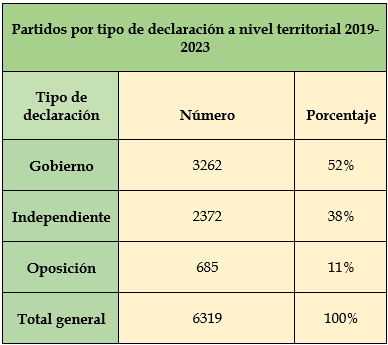 Partidos por tipo de declaración a nivel territorial 2019-
2023
Tipo de
declaración
Número
Porcentaje
Gobierno
3262
52%
Independiente
2372
38%
Oposición
685
11%
Total general
6319
100%